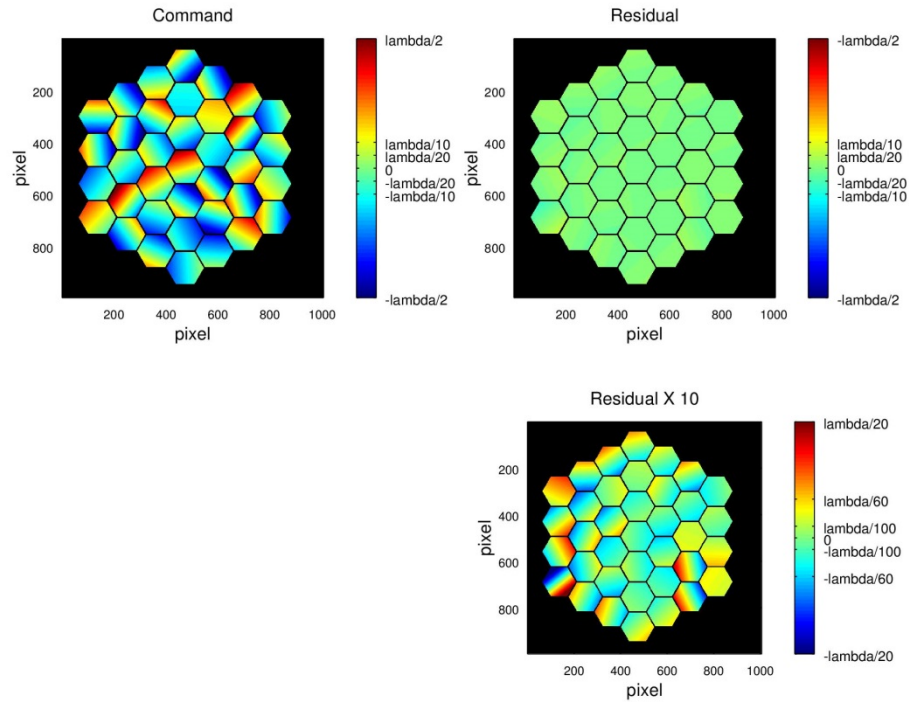 Command
lambda/2
lambda/10
lambda/20
0
-lambda/20
-lambda/10
-lambda/2
200
400
600
800
pixel
200 400 600 800 1000
pixel
Residual
-lambda/2
lambda/10
lambda/20
0
-lambda/20
-lambda/10
-lambda/2
200
400
600
800
pixel
200 400 600 800 1000
pixel
Residual X 10
lambda/20
lambda/60
lambda/100
0
-lambda/100
-lambda/60
-lambda/20
200
400
600
800
pixel
200 400 600 800 1000
pixel